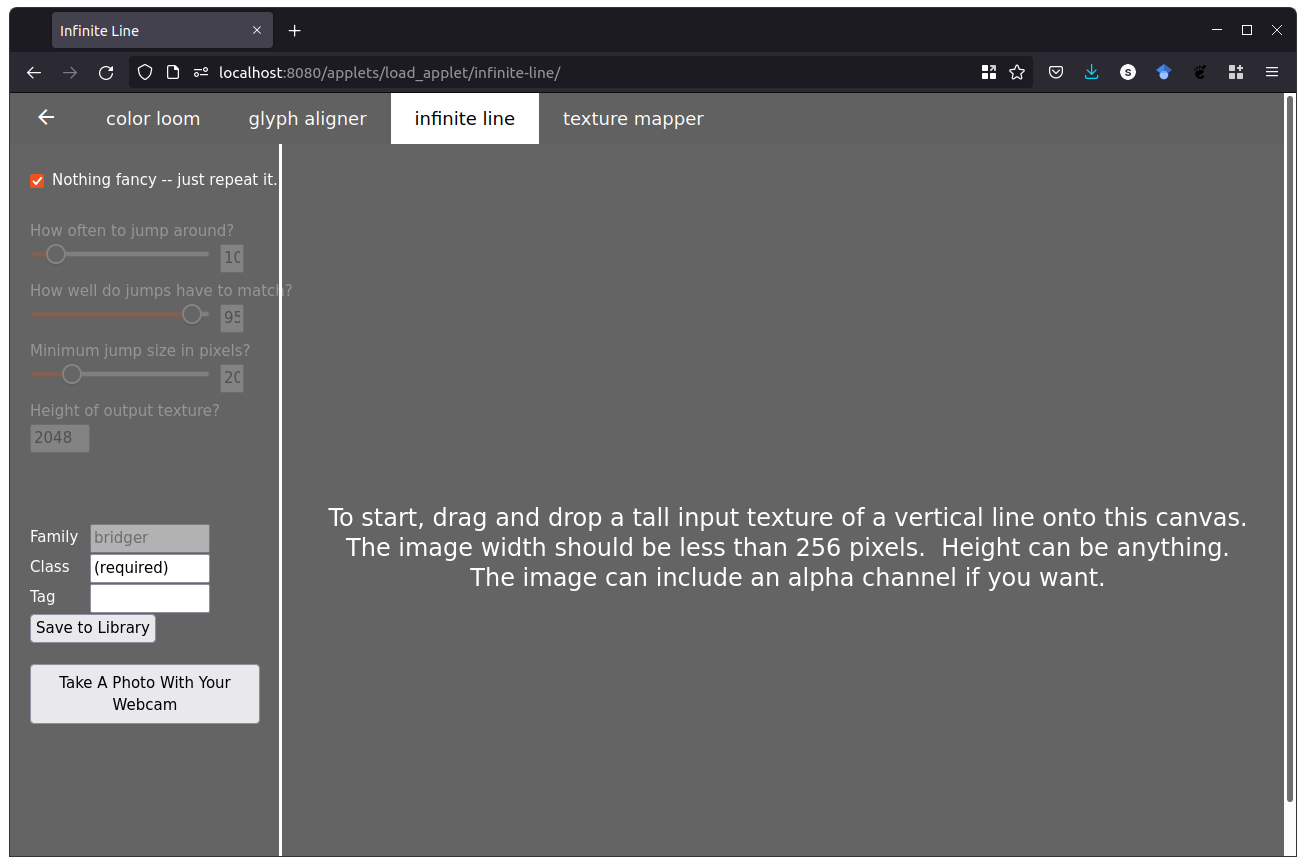 Infinite Line
localhost:8080/applets/load_applet/infinite-line/
S
color loom glyph aligner infinite line texture mapper
Nothing fancy -- just repeat it.
How often to jump around?
10
How well do jumps have to match?
95
Minimum jump size in pixels?
20
Height of output texture?
2048
To start, drag and drop a tall input texture of a vertical line onto this canvas.
The image width should be less than 256 pixels.  Height can be anything.
The image can include an alpha channel if you want.
Family bridger
Class (required)
Tag
Save to Library
Take A Photo With Your
Webcam